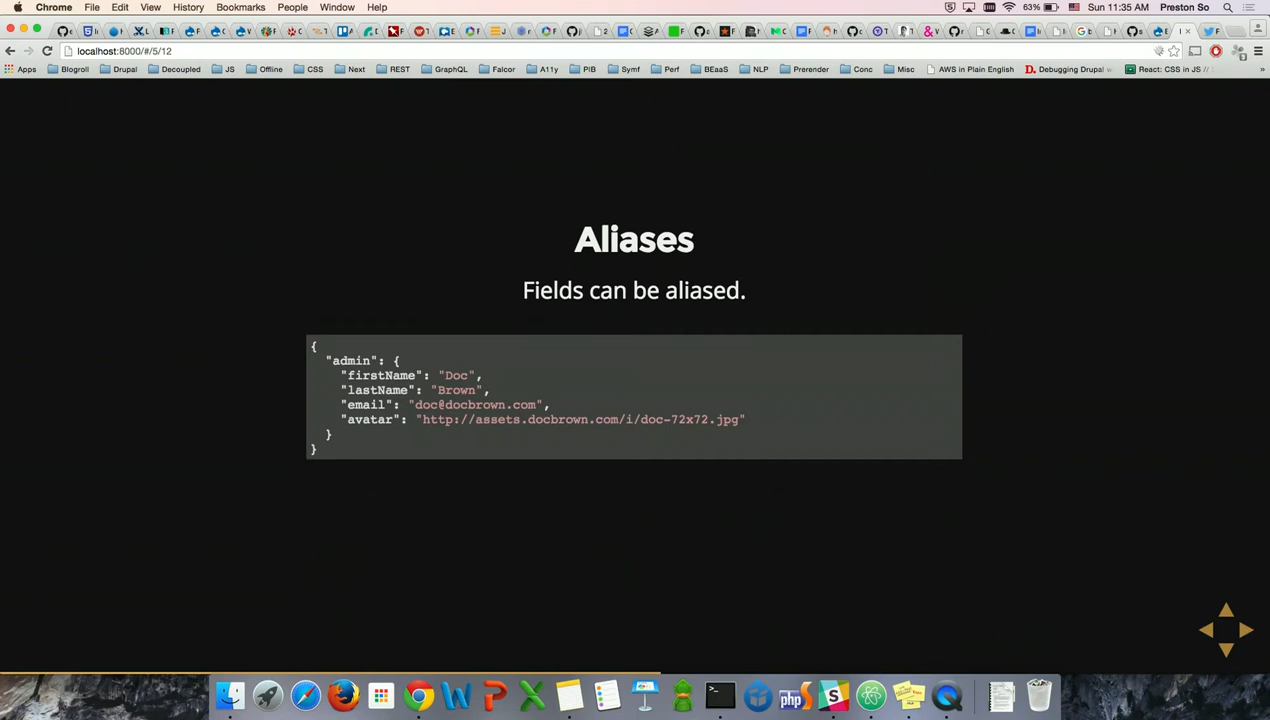 Chrome File Edit View History Bookmarks People Window Help
63% Sun 11:35 AM Preston So
localhost:8000/#/5/12
Apps Blogroll Drupal Decoupled JS Offline CSS Next REST GraphQL Falcor A11y PIB Symf Perf BEaaS NLP Prerender Conc Misc AWS in Plain English Debugging Drupal React: CSS in JS //
Aliases
Fields can be aliased.
{
"admin": {
"firstName": "Doc",
"lastName": "Brown",
"email": "doc@docbrown.com",
"avatar": "http://assets.docbrown.com/i/doc-72x72.jpg"
}
}